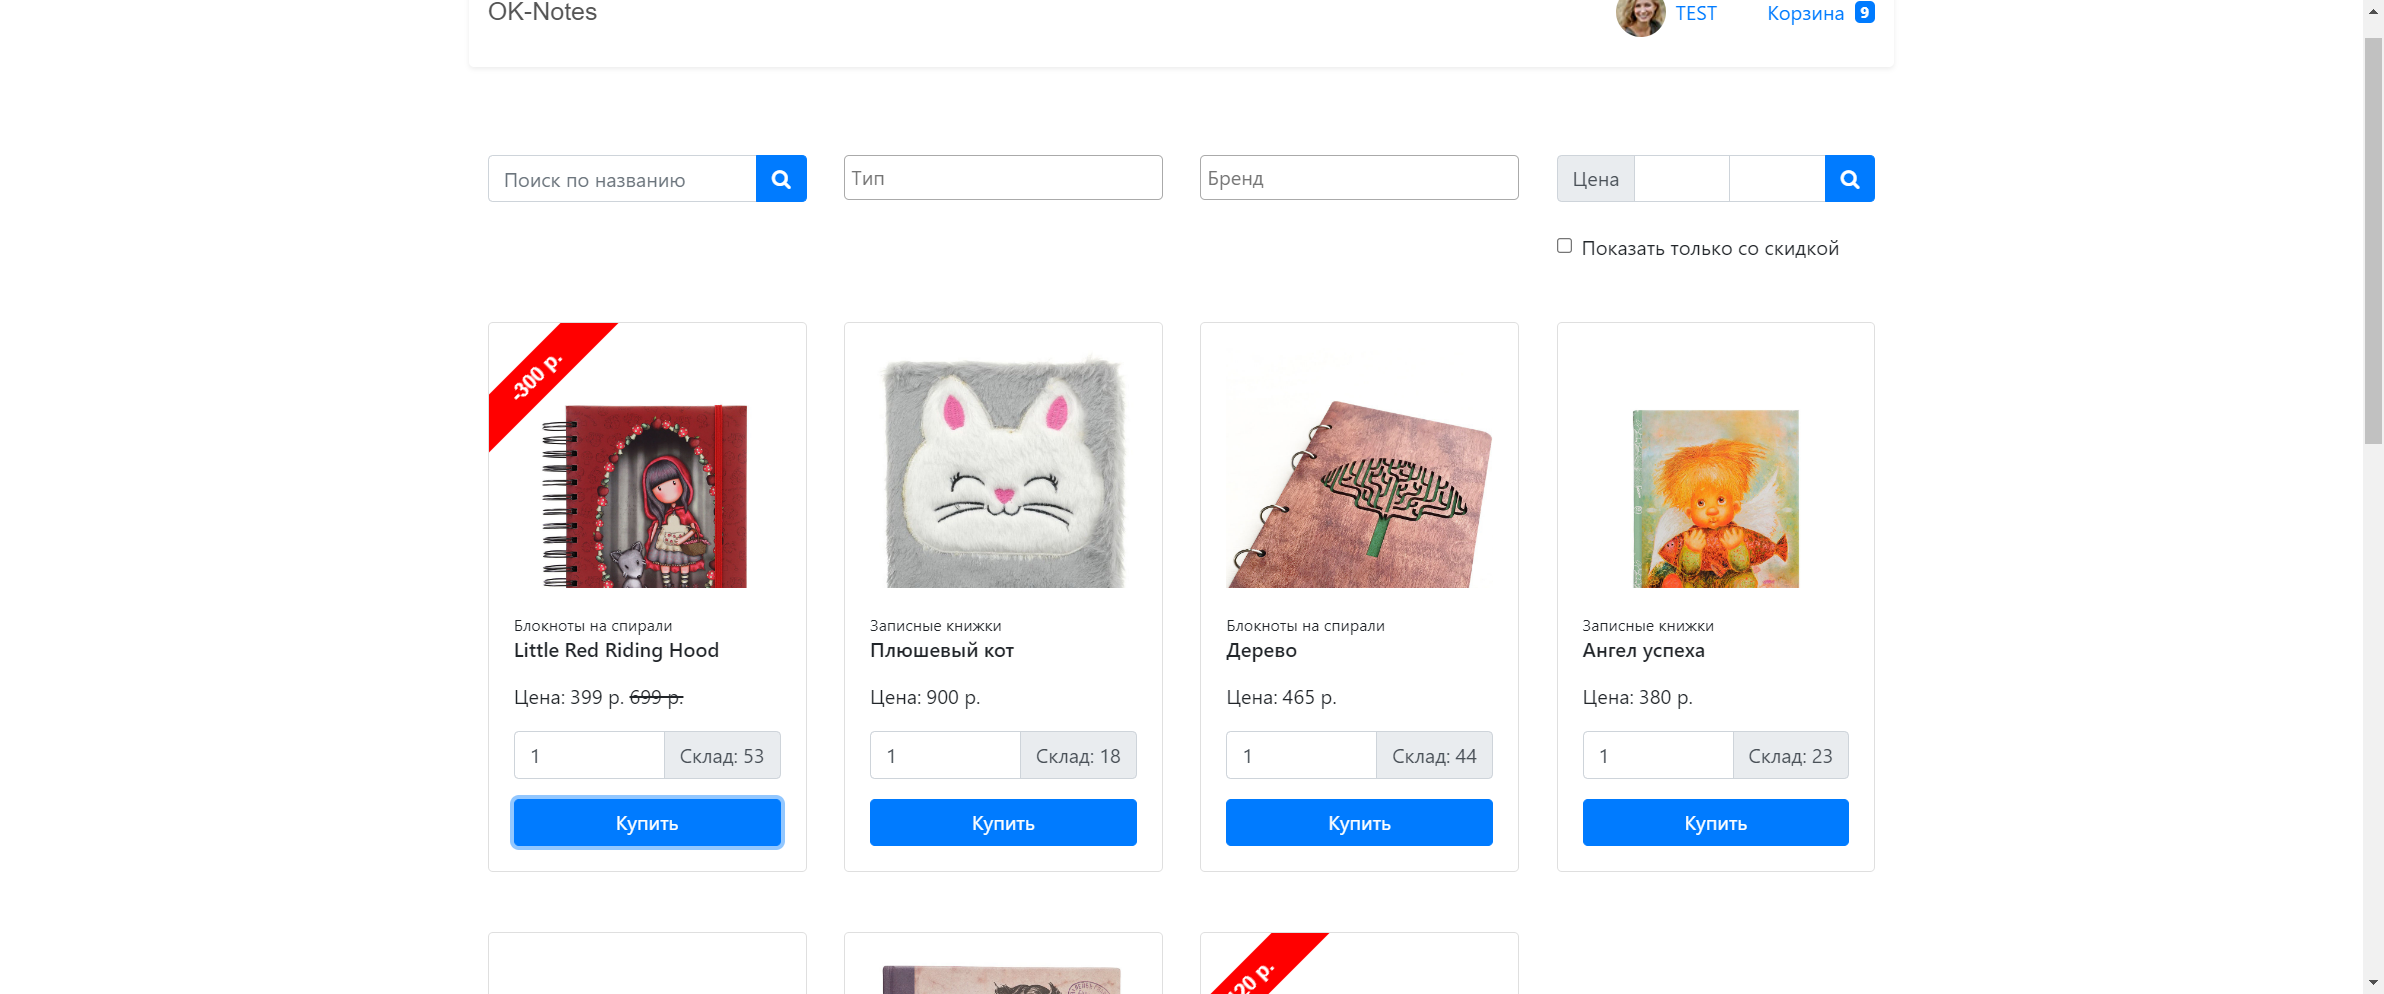 OK-Notes
TEST
Корзина 9
Поиск по названию
Тип
Бренд
Цена
Показать только со скидкой
-300 р.
Блокноты на спирали
Little Red Riding Hood
Цена: 399 р. 699 р.
1
Склад: 53
Купить
Записные книжки
Плюшевый кот
Цена: 900 р.
1
Склад: 18
Купить
Блокноты на спирали
Дерево
Цена: 465 р.
1
Склад: 44
Купить
Записные книжки
Ангел успеха
Цена: 380 р.
1
Склад: 23
Купить
р.